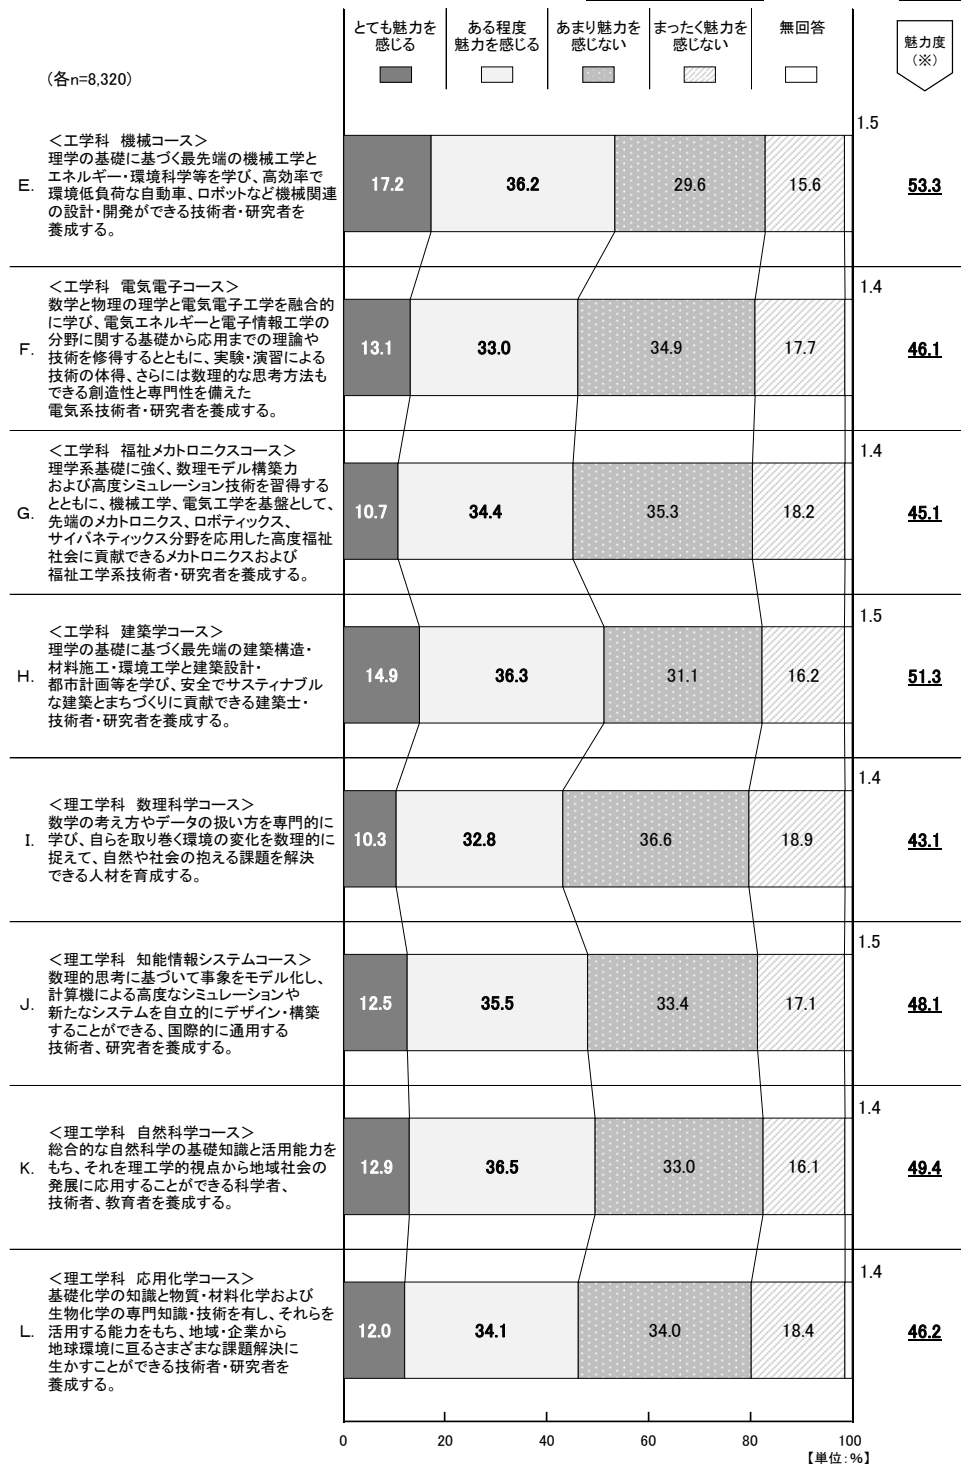 とても魅力を
感じる
ある程度
魅力を感じる
あまり魅力を
感じない
まったく魅力を
感じない
無回答
魅力度
(※)
(各n=8,320)
E.
<工学科 機械コース>
理学の基礎に基づく最先端の機械工学と
エネルギー・環境科学等を学び、高効率で
環境低負荷な自動車、ロボットなど機械関連
の設計・開発ができる技術者・研究者を
養成する。
17.2 36.2 29.6 15.6 1.5 53.3
F.
<工学科 電気電子コース>
数学と物理の理学と電気電子工学を融合的
に学び、電気エネルギーと電子情報工学の
分野に関する基礎から応用までの理論や
技術を修得するとともに、実験・演習による
技術の体得、さらには数理的な思考方法も
できる創造性と専門性を備えた
電気系技術者・研究者を養成する。
13.1 33.0 34.9 17.7 1.4 46.1
G.
<工学科 福祉メカトロニクスコース>
理学系基礎に強く、数理モデル構築力
および高度シミュレーション技術を習得する
とともに、機械工学、電気工学を基盤として、
先端のメカトロニクス、ロボティックス、
サイバネティックス分野を応用した高度福祉
社会に貢献できるメカトロニクスおよび
福祉工学系技術者・研究者を養成する。
10.7 34.4 35.3 18.2 1.4 45.1
H.
<工学科 建築学コース>
理学の基礎に基づく最先端の建築構造・
材料施工・環境工学と建築設計・
都市計画等を学び、安全でサスティナブル
な建築とまちづくりに貢献できる建築士・
技術者・研究者を養成する。
14.9 36.3 31.1 16.2 1.5 51.3
I.
<理工学科 数理科学コース>
数学の考え方やデータの扱い方を専門的に
学び、自らを取り巻く環境の変化を数理的に
捉えて、自然や社会の抱える課題を解決
できる人材を育成する。
10.3 32.8 36.6 18.9 1.4 43.1
J.
<理工学科 知能情報システムコース>
数理的思考に基づいて事象をモデル化し、
計算機による高度なシミュレーションや
新たなシステムを自立的にデザイン・構築
することができる、国際的に通用する
技術者、研究者を養成する。
12.5 35.5 33.4 17.1 1.5 48.1
K.
<理工学科 自然科学コース>
総合的な自然科学の基礎知識と活用能力を
もち、それを理工学的視点から地域社会の
発展に応用することができる科学者、
技術者、教育者を養成する。
12.9 36.5 33.0 16.1 1.4 49.4
L.
<理工学科 応用化学コース>
基礎化学の知識と物質・材料化学および
生物化学の専門知識・技術を有し、それらを
活用する能力をもち、地域・企業から
地球環境に亘るさまざまな課題解決に
生かすことができる技術者・研究者を
養成する。
12.0 34.1 34.0 18.4 1.4 46.2
0 20 40 60 80 100
【単位:%】